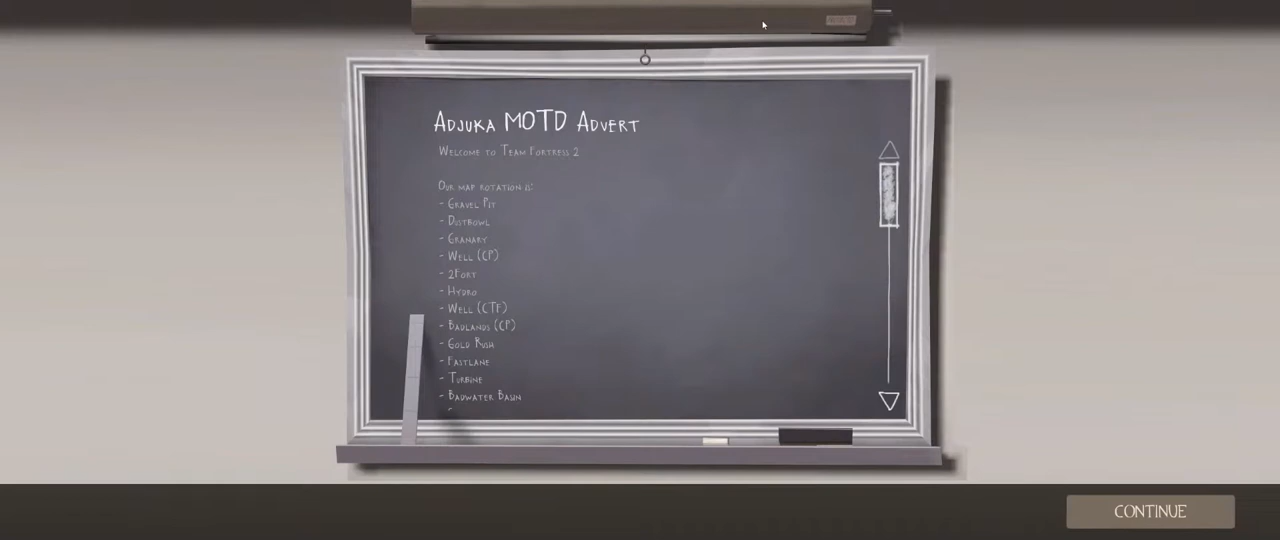 Adjuka MOTD Advert
Welcome to Team Fortress 2
Our map rotation is:
- Gravel Pit
- Dustbowl
- Granary
- Well (CP)
- 2Fort
- Hydro
- Well (CTF)
- Badlands (CP)
- Gold Rush
- Fastlane
- Turbine
- Badwater Basin
-
CONTINUE